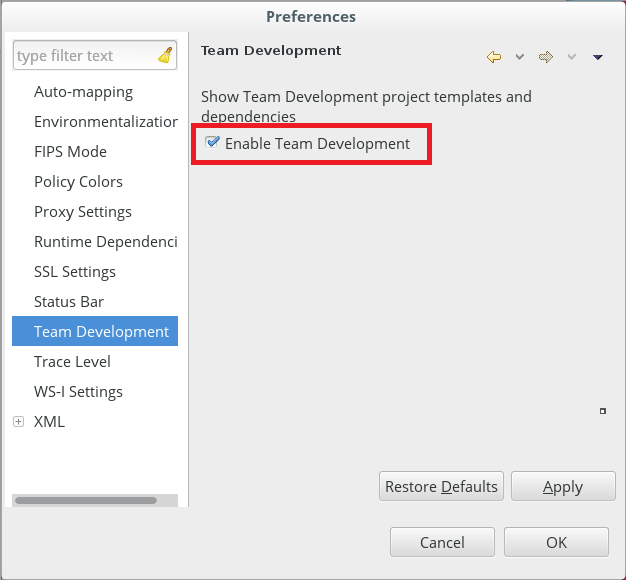 Preferences
type filter text
Team Development
Auto-mapping
Environmentalization
FIPS Mode
Policy Colors
Proxy Settings
Runtime Dependenci
SSL Settings
Status Bar
Team Development
Trace Level
WS-I Settings
XML
Show Team Development project templates and
dependencies
Enable Team Development
Restore Defaults
Apply
Cancel
OK